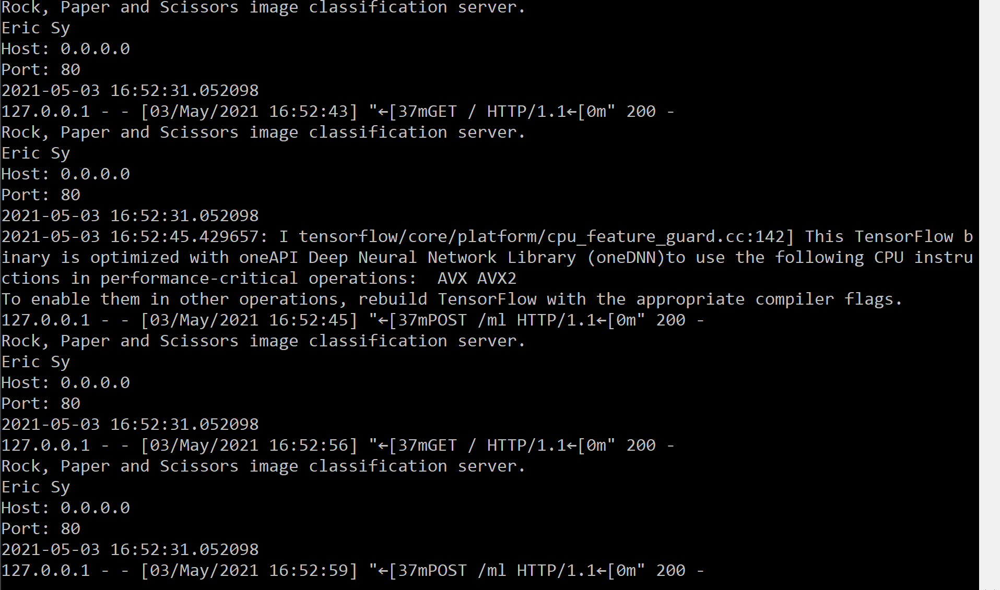 Rock, Paper and Scissors image classification server.
Eric Sy
Host: 0.0.0.0
Port: 80
2021-05-03 16:52:31.052098
127.0.0.1 - - [03/May/2021 16:52:43] "←[37mGET / HTTP/1.1←[0m" 200 -
Rock, Paper and Scissors image classification server.
Eric Sy
Host: 0.0.0.0
Port: 80
2021-05-03 16:52:31.052098
2021-05-03 16:52:45.429657: I tensorflow/core/platform/cpu_feature_guard.cc:142] This TensorFlow b
inary is optimized with oneAPI Deep Neural Network Library (oneDNN)to use the following CPU instru
ctions in performance-critical operations:  AVX AVX2
To enable them in other operations, rebuild TensorFlow with the appropriate compiler flags.
127.0.0.1 - - [03/May/2021 16:52:45] "←[37mPOST /ml HTTP/1.1←[0m" 200 -
Rock, Paper and Scissors image classification server.
Eric Sy
Host: 0.0.0.0
Port: 80
2021-05-03 16:52:31.052098
127.0.0.1 - - [03/May/2021 16:52:56] "←[37mGET / HTTP/1.1←[0m" 200 -
Rock, Paper and Scissors image classification server.
Eric Sy
Host: 0.0.0.0
Port: 80
2021-05-03 16:52:31.052098
127.0.0.1 - - [03/May/2021 16:52:59] "←[37mPOST /ml HTTP/1.1←[0m" 200 -